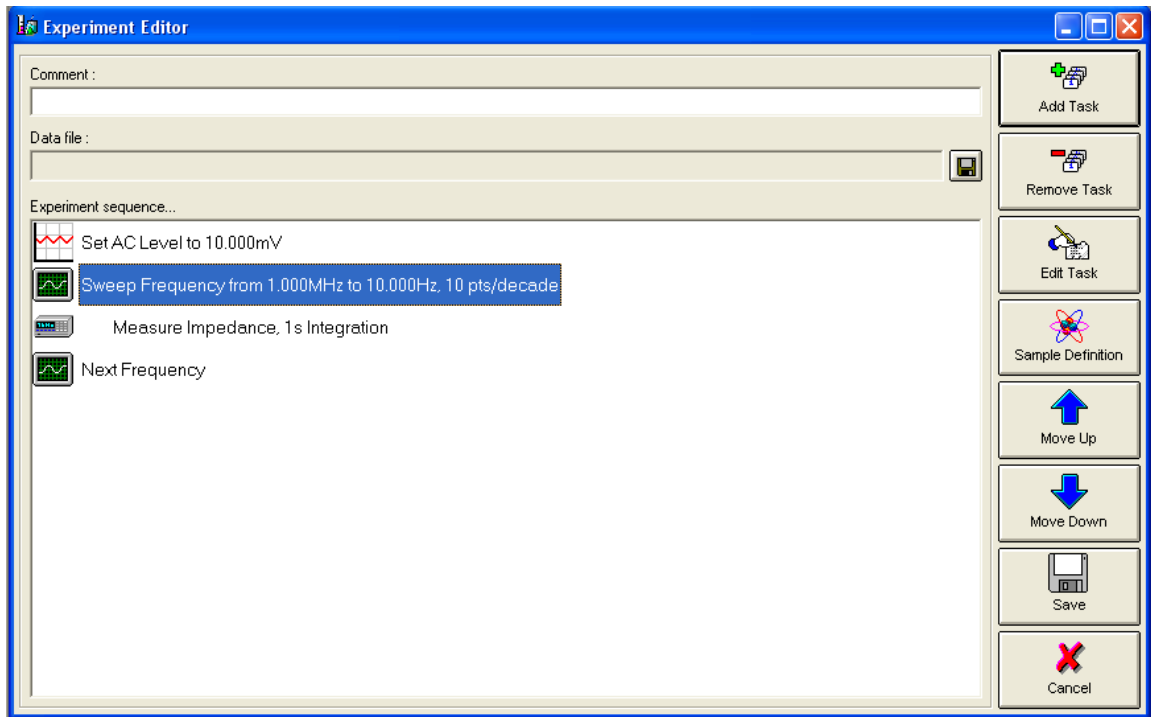 Experiment Editor
Comment :
Data file :
Experiment sequence...
Set AC Level to 10.000mV
Sweep Frequency from 1.000MHz to 10.000Hz, 10 pts/decade
Measure Impedance, 1s Integration
Next Frequency
Add Task
Remove Task
Edit Task
Sample Definition
Move Up
Move Down
Save
Cancel